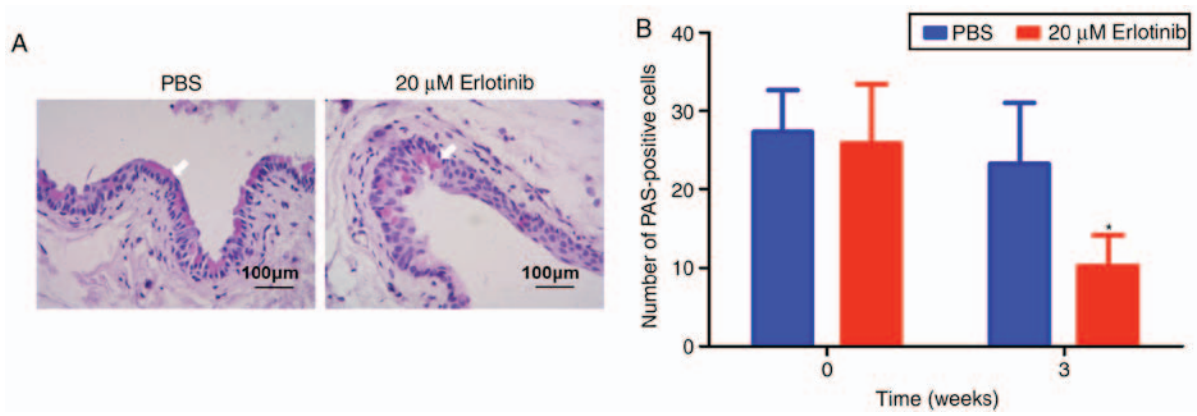 A
PBS
20 μM Erlotinib
100μm
100μm
B
PBS
20 μM Erlotinib
Number of PAS-positive cells
40
30
20
10
0
*
0
3
Time (weeks)